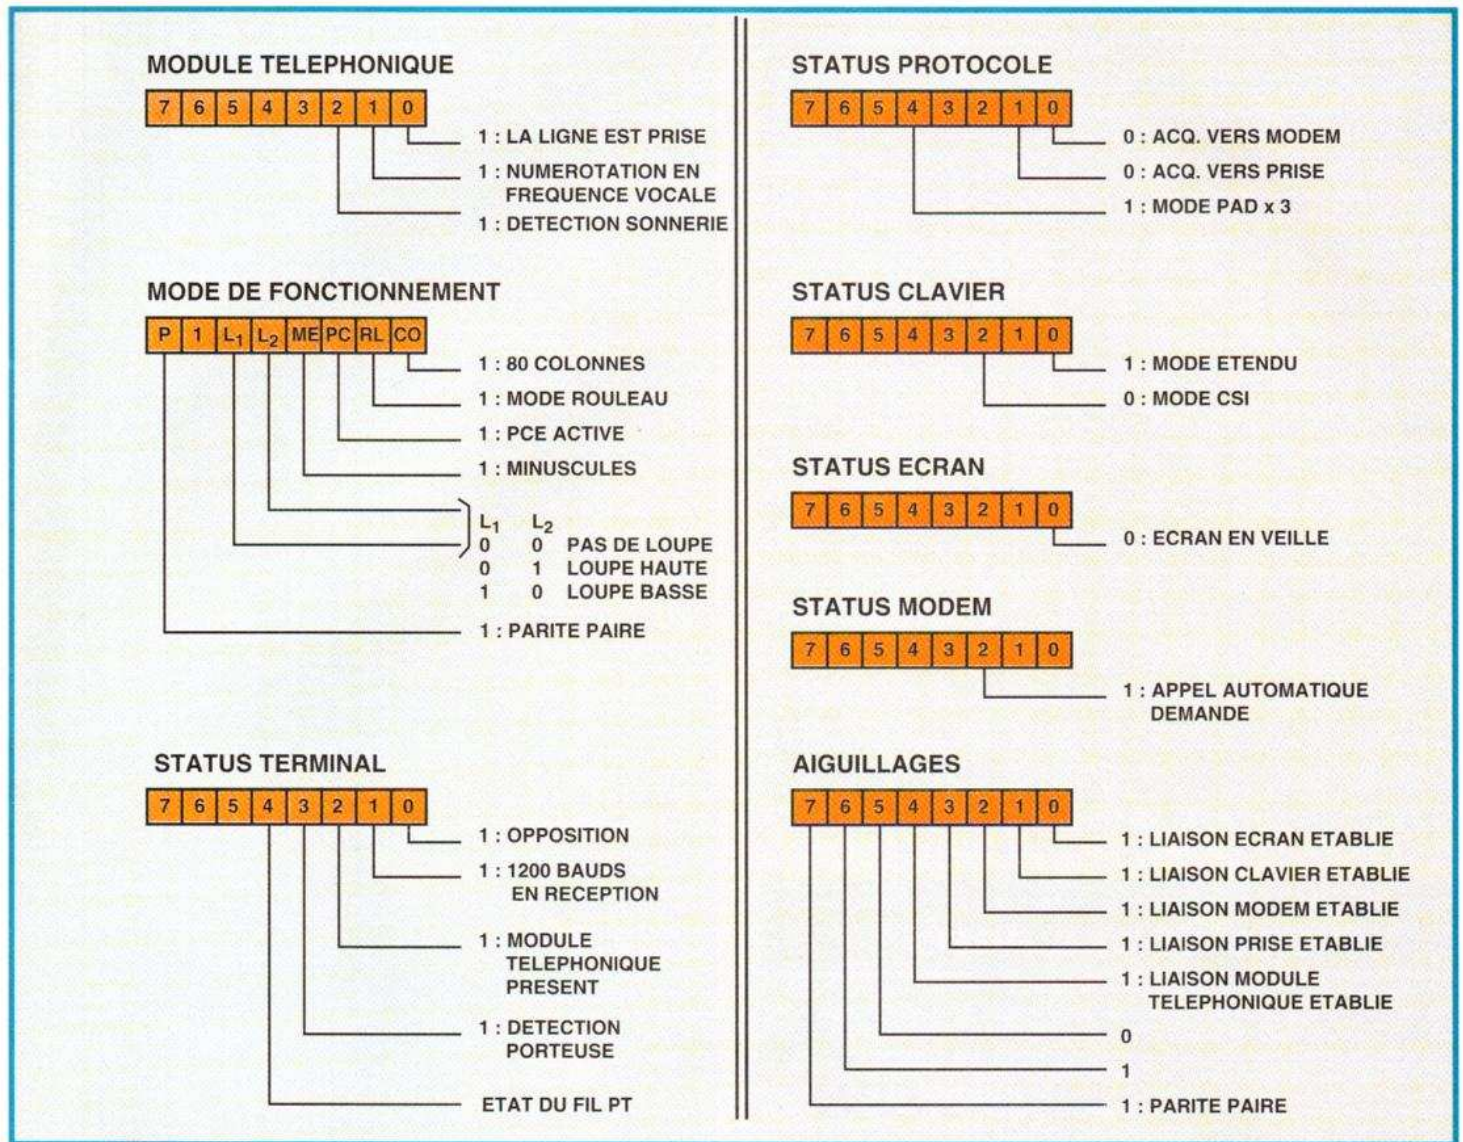 MODULE TELEPHONIQUE
7 6 5 4 3 2 1 0
1 : LA LIGNE EST PRISE
1 : NUMEROTATION EN
FREQUENCE VOCALE
1 : DETECTION SONNERIE
MODE DE FONCTIONNEMENT
P 1 L1 L2 ME PC RL CO
1 : 80 COLONNES
1 : MODE ROULEAU
1 : PCE ACTIVE
1 : MINUSCULES
L1 L2
0 0 PAS DE LOUPE
0 1 LOUPE HAUTE
1 0 LOUPE BASSE
1 : PARITE PAIRE
STATUS TERMINAL
7 6 5 4 3 2 1 0
1 : OPPOSITION
1 : 1200 BAUDS
EN RECEPTION
1 : MODULE
TELEPHONIQUE
PRESENT
1 : DETECTION
PORTEUSE
ETAT DU FIL PT
STATUS PROTOCOLE
7 6 5 4 3 2 1 0
0 : ACQ. VERS MODEM
0 : ACQ. VERS PRISE
1 : MODE PAD x 3
STATUS CLAVIER
7 6 5 4 3 2 1 0
1 : MODE ETENDU
0 : MODE CSI
STATUS ECRAN
7 6 5 4 3 2 1 0
0 : ECRAN EN VEILLE
STATUS MODEM
7 6 5 4 3 2 1 0
1 : APPEL AUTOMATIQUE
DEMANDE
AIGUILLAGES
7 6 5 4 3 2 1 0
1 : LIAISON ECRAN ETABLIE
1 : LIAISON CLAVIER ETABLIE
1 : LIAISON MODEM ETABLIE
1 : LIAISON PRISE ETABLIE
1 : LIAISON MODULE
TELEPHONIQUE ETABLIE
0
1
1 : PARITE PAIRE